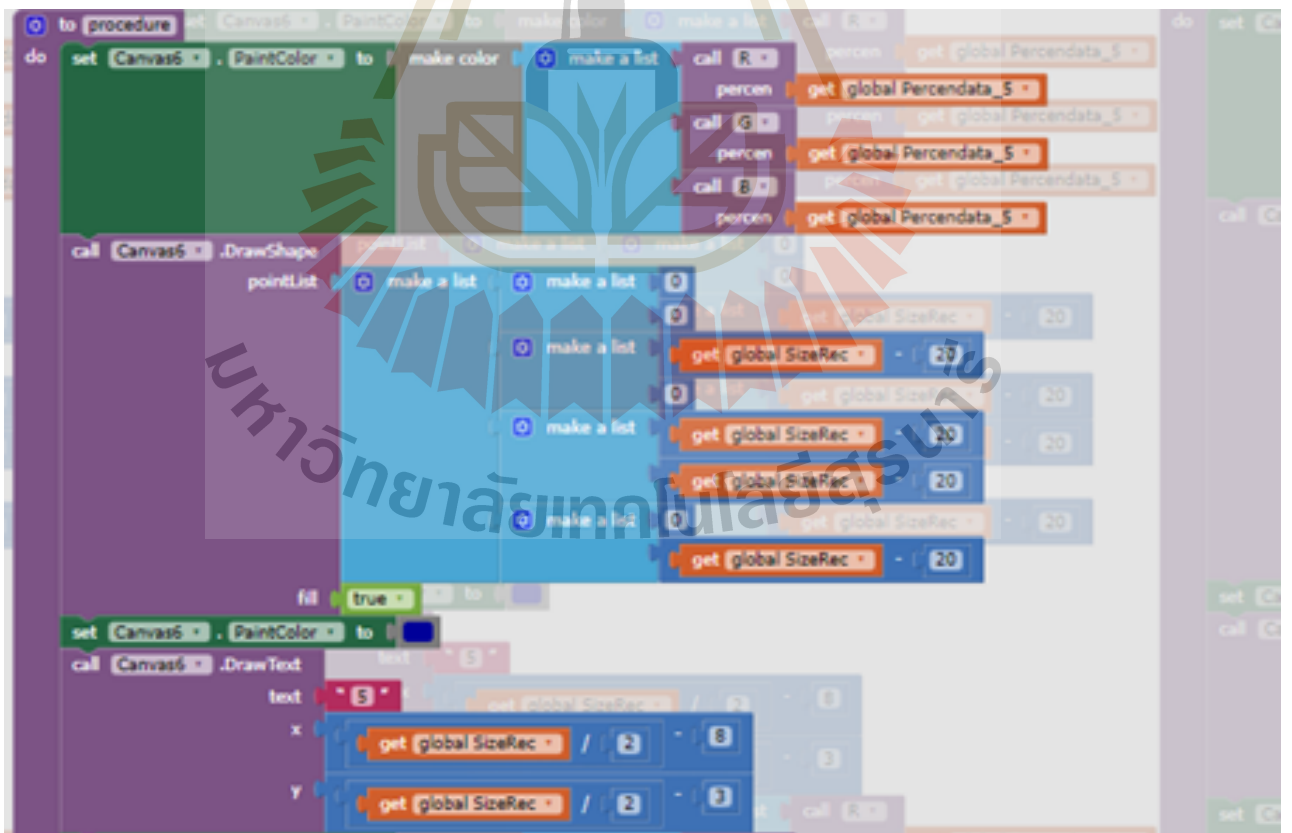 to procedure
do set Canvas6 . PaintColor to make color make a list call R
percen get global Percendata_5
call G
percen get global Percendata_5
call B
percen get global Percendata_5
call Canvas6 .DrawShape
pointList make a list make a list 0
0
make a list get global SizeRec - 20
0
make a list get global SizeRec - 20
get global SizeRec - 20
make a list 0
get global SizeRec - 20
fill true
set Canvas6 . PaintColor to
call Canvas6 .DrawText
text " 5 "
x get global SizeRec / 2 - 8
y get global SizeRec / 2 - 3
มหาวิทยาลัยเทคโนโลยีสุรนารี